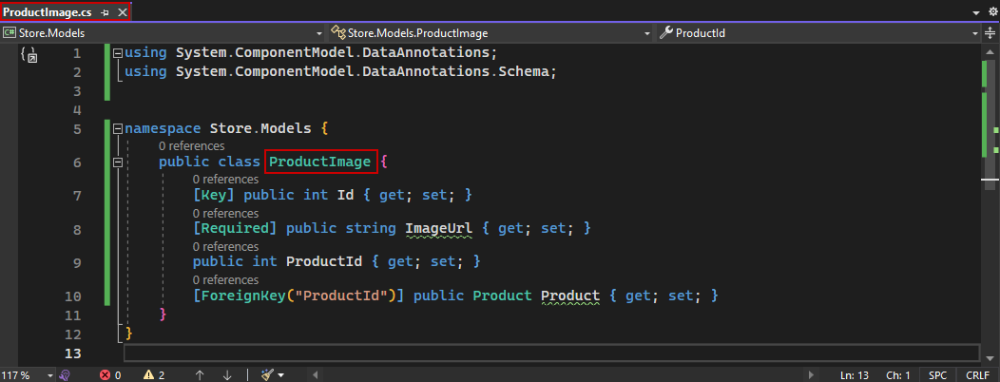 ProductImage.cs
Store.Models Store.Models.ProductImage ProductId
1 using System.ComponentModel.DataAnnotations;
2 using System.ComponentModel.DataAnnotations.Schema;
3
4
5 namespace Store.Models {
0 references
6 public class ProductImage {
0 references
7 [Key] public int Id { get; set; }
0 references
8 [Required] public string ImageUrl { get; set; }
0 references
9 public int ProductId { get; set; }
0 references
10 [ForeignKey("ProductId")] public Product Product { get; set; }
11 }
12 }
13
117 % 0 2 Ln: 13 Ch: 1 SPC CRLF